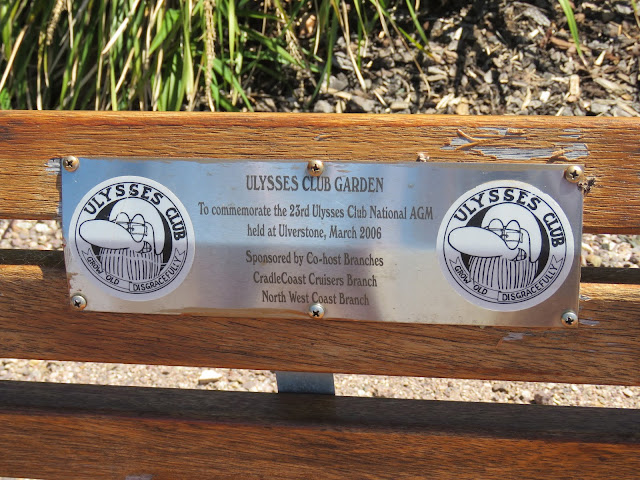 ULYSSES CLUB GARDEN
To commemorate the 23rd Ulysses Club National AGM
held at Ulverstone, March 2006
Sponsored by Co-host Branches
CradleCoast Cruisers Branch
North West Coast Branch
ULYSSES CLUB
GROW OLD DISGRACEFULLY
ULYSSES CLUB
GROW OLD DISGRACEFULLY